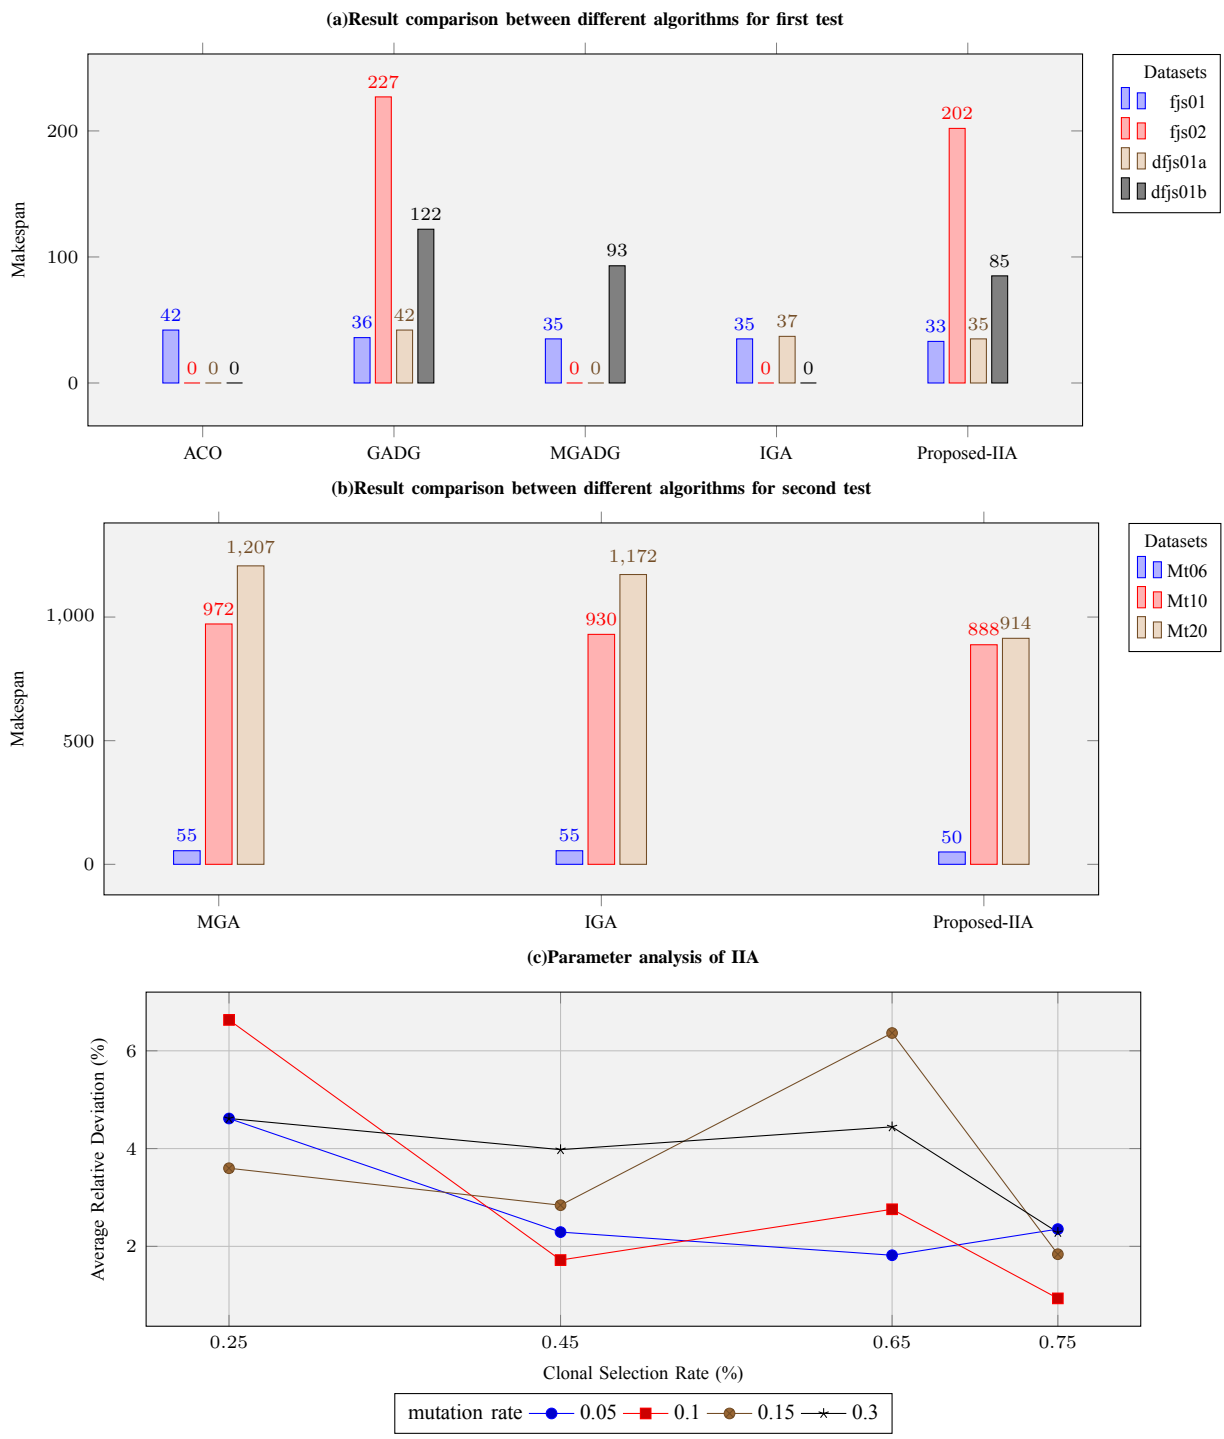 (a)Result comparison between different algorithms for first test
Makespan
200
100
0
42
0
0
0
36
227
42
122
35
0
0
93
35
0
37
0
33
202
35
85
ACO
GADG
MGADG
IGA
Proposed-IIA
Datasets
fjs01
fjs02
dfjs01a
dfjs01b
(b)Result comparison between different algorithms for second test
Makespan
1,000
500
0
55
972
1,207
55
930
1,172
50
888
914
MGA
IGA
Proposed-IIA
Datasets
Mt06
Mt10
Mt20
(c)Parameter analysis of IIA
Average Relative Deviation (%)
6
4
2
0.25
0.45
0.65
0.75
Clonal Selection Rate (%)
mutation rate 0.05 0.1 0.15 0.3